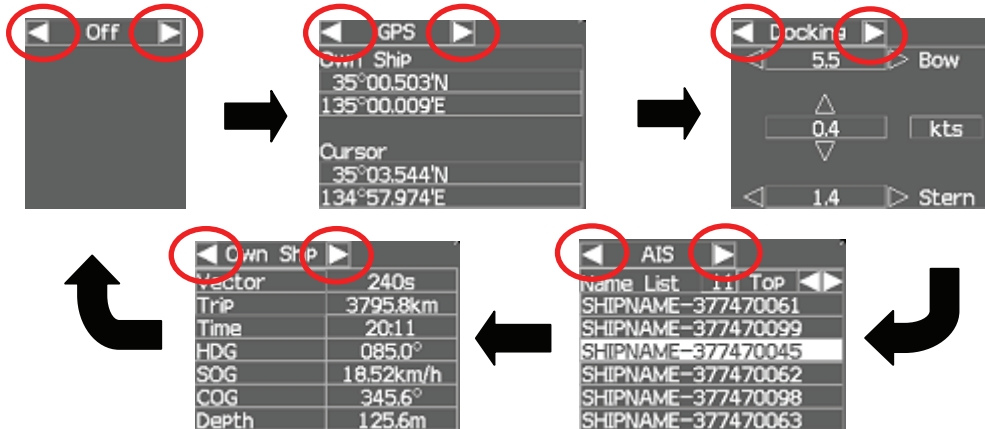 Off
GPS
Own Ship
35°00.503'N
135°00.009'E
Cursor
35°03.544'N
134°57.974'E
Docking
5.5 Bow
0.4 kts
1.4 Stern
Own Ship
Vector 240s
Trip 3795.8km
Time 20:11
HDG 085.0°
SOG 18.52km/h
COG 345.6°
Depth 125.6m
AIS
Name List 11 Top
SHIPNAME-377470061
SHIPNAME-377470099
SHIPNAME-377470045
SHIPNAME-377470062
SHIPNAME-377470098
SHIPNAME-377470063